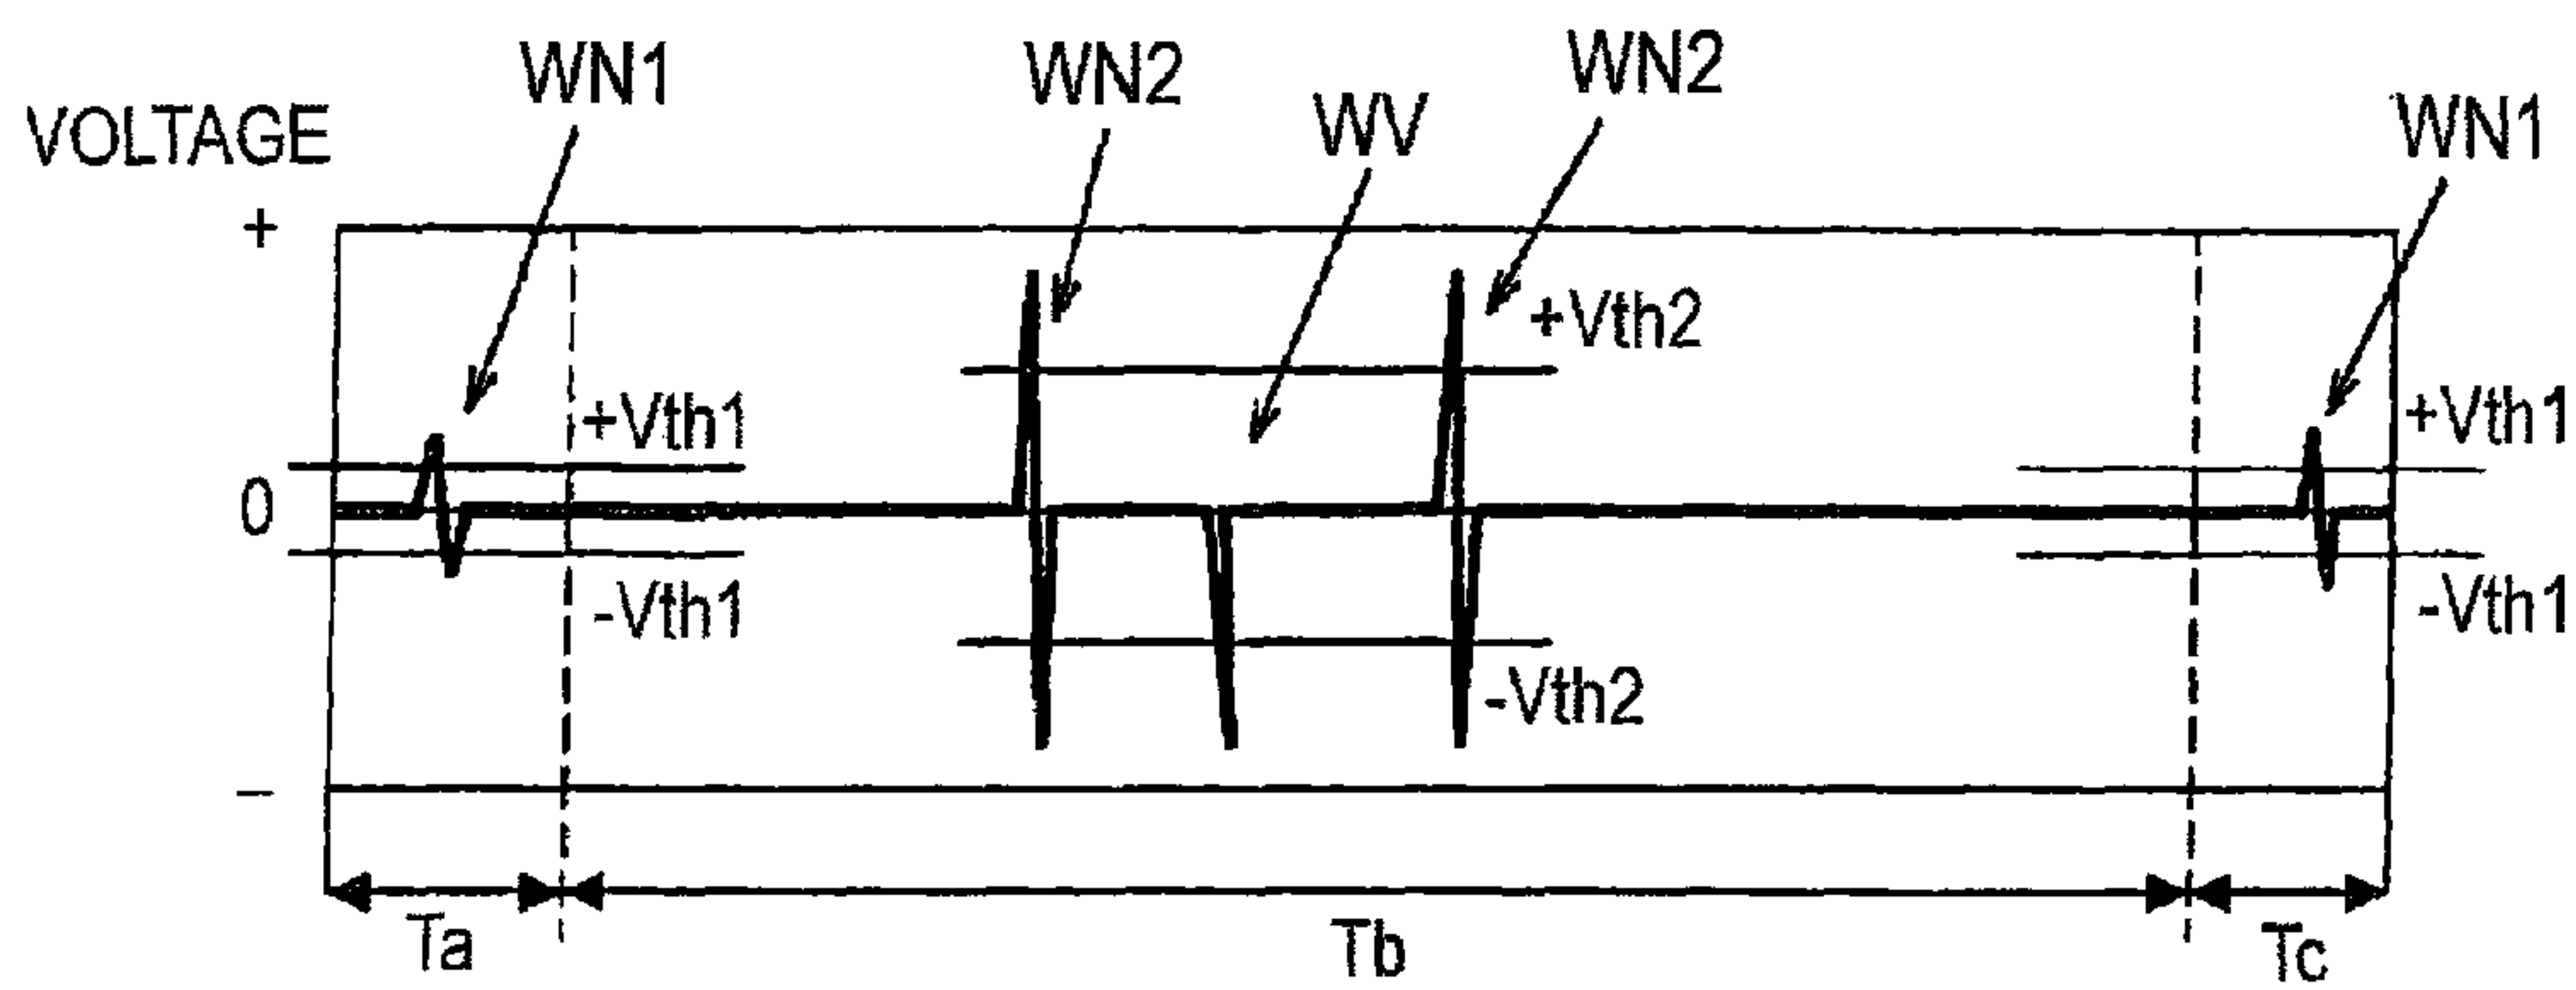 WN1
WN2
WN2
WV
WN1
VOLTAGE
+
+Vth2
+Vth1
+Vth1
0
-Vth1
-Vth1
-Vth2
−
Ta
Tb
Tc